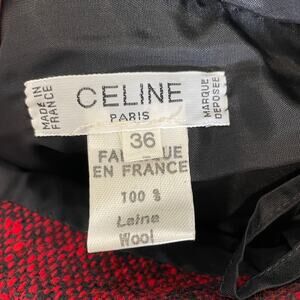 MADE IN
FRANCE
CELINE
PARIS
MARQUE
DEPOSEE
36
EN FRANCE
100 %
Laine
Wool